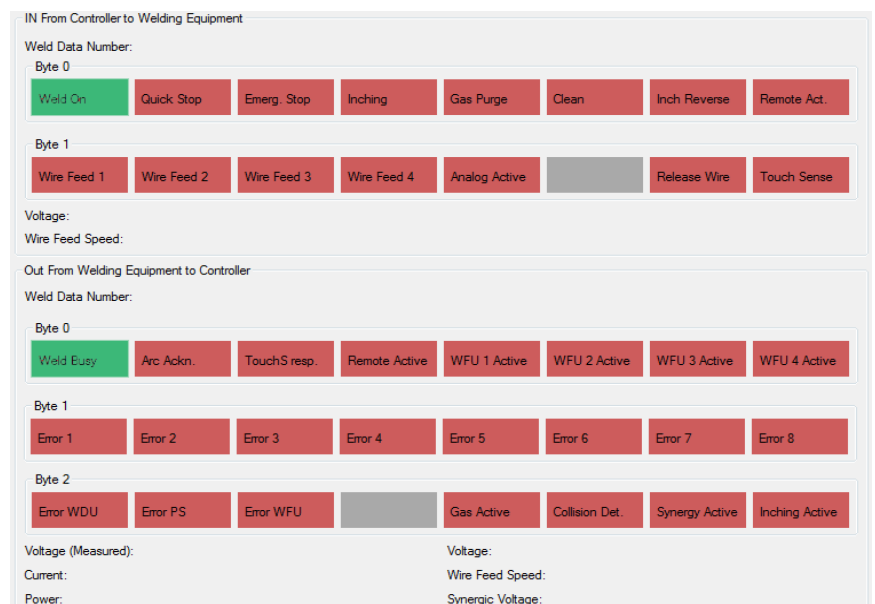 IN From Controller to Welding Equipment
Weld Data Number:
Byte 0
Weld On Quick Stop Emerg. Stop Inching Gas Purge Clean Inch Reverse Remote Act.
Byte 1
Wire Feed 1 Wire Feed 2 Wire Feed 3 Wire Feed 4 Analog Active Release Wire Touch Sense
Voltage:
Wire Feed Speed:
Out From Welding Equipment to Controller
Weld Data Number:
Byte 0
Weld Busy Arc Ackn. TouchS resp. Remote Active WFU 1 Active WFU 2 Active WFU 3 Active WFU 4 Active
Byte 1
Error 1 Error 2 Error 3 Error 4 Error 5 Error 6 Error 7 Error 8
Byte 2
Error WDU Error PS Error WFU Gas Active Collision Det. Synergy Active Inching Active
Voltage (Measured): Voltage:
Current: Wire Feed Speed:
Power: Synergic Voltage: